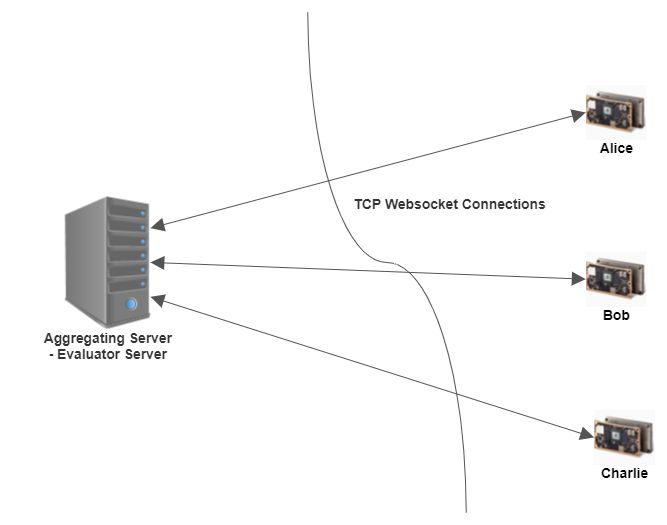 Alice
TCP Websocket Connections
Bob
Aggregating Server
- Evaluator Server
Charlie